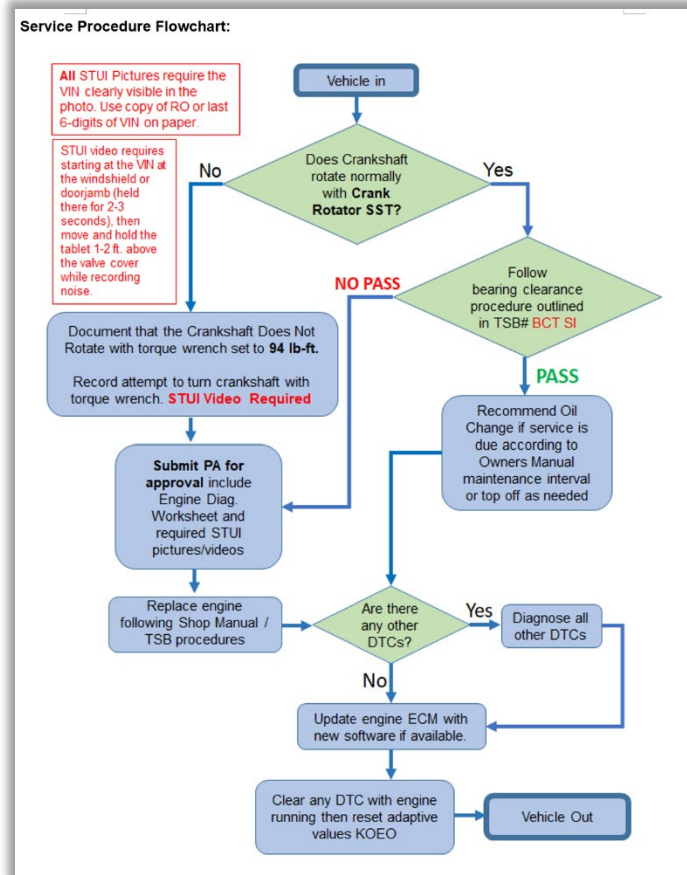 Service Procedure Flowchart:
All STUI Pictures require the
VIN clearly visible in the
photo. Use copy of RO or last
6-digits of VIN on paper.
STUI video requires
starting at the VIN at
the windshield or
doorjamb (held
there for 2-3
seconds), then
move and hold the
tablet 1-2 ft. above
the valve cover
while recording
noise.
Vehicle in
Does Crankshaft
rotate normally
with Crank
Rotator SST?
No
Yes
Follow
bearing clearance
procedure outlined
in TSB# BCT SI
NO PASS
PASS
Document that the Crankshaft Does Not
Rotate with torque wrench set to 94 lb-ft.
Record attempt to turn crankshaft with
torque wrench. STUI Video Required
Recommend Oil
Change if service is
due according to
Owners Manual
maintenance interval
or top off as needed
Submit PA for
approval include
Engine Diag.
Worksheet and
required STUI
pictures/videos
Replace engine
following Shop Manual /
TSB procedures
Are there
any other
DTCs?
Yes
Diagnose all
other DTCs
No
Update engine ECM with
new software if available.
Clear any DTC with engine
running then reset adaptive
values KOEO
Vehicle Out